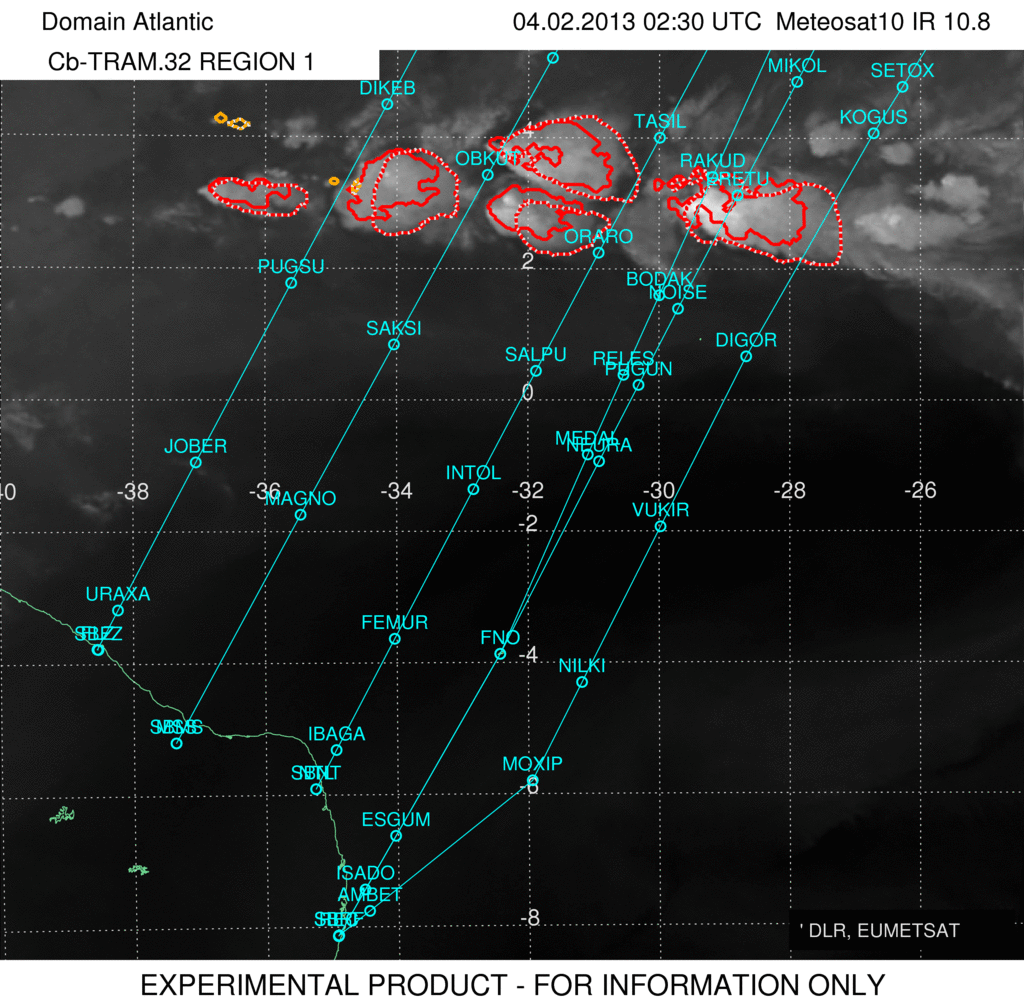 Domain Atlantic
04.02.2013 02:30 UTC Meteosat10 IR 10.8
Cb-TRAM.32 REGION 1
MIKOL
SETOX
DIKEB
KOGUS
TASIL
4
OBKUT
RAKUD
ERETU
ORARO
2
PUGSU
BODAK
NOISE
SAKSI
DIGOR
SALPU
RELES
PUGUN
0
MEDAL
NEURA
JOBER
INTOL
-38
-36
-34
-32
-30
-28
-26
MAGNO
VUKIR
-2
URAXA
FEMUR
FNO
-4
NILKI
IBAGA
MOXIP
-6
ESGUM
ISADO
AMBET
-8
' DLR, EUMETSAT
EXPERIMENTAL PRODUCT - FOR INFORMATION ONLY